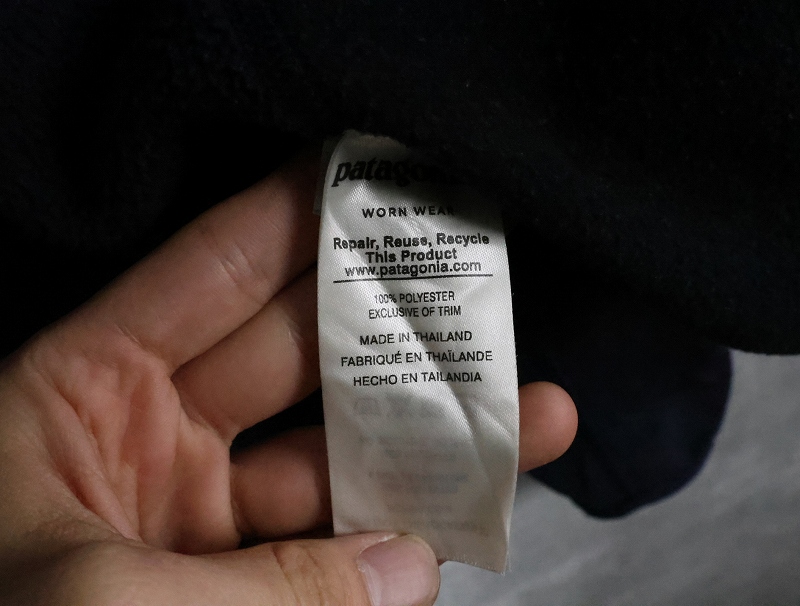 patagonia
WORN WEAR
Repair, Reuse, Recycle
This Product
www.patagonia.com
100% POLYESTER
EXCLUSIVE OF TRIM
MADE IN THAILAND
FABRIQUÉ EN THAÏLANDE
HECHO EN TAILANDIA